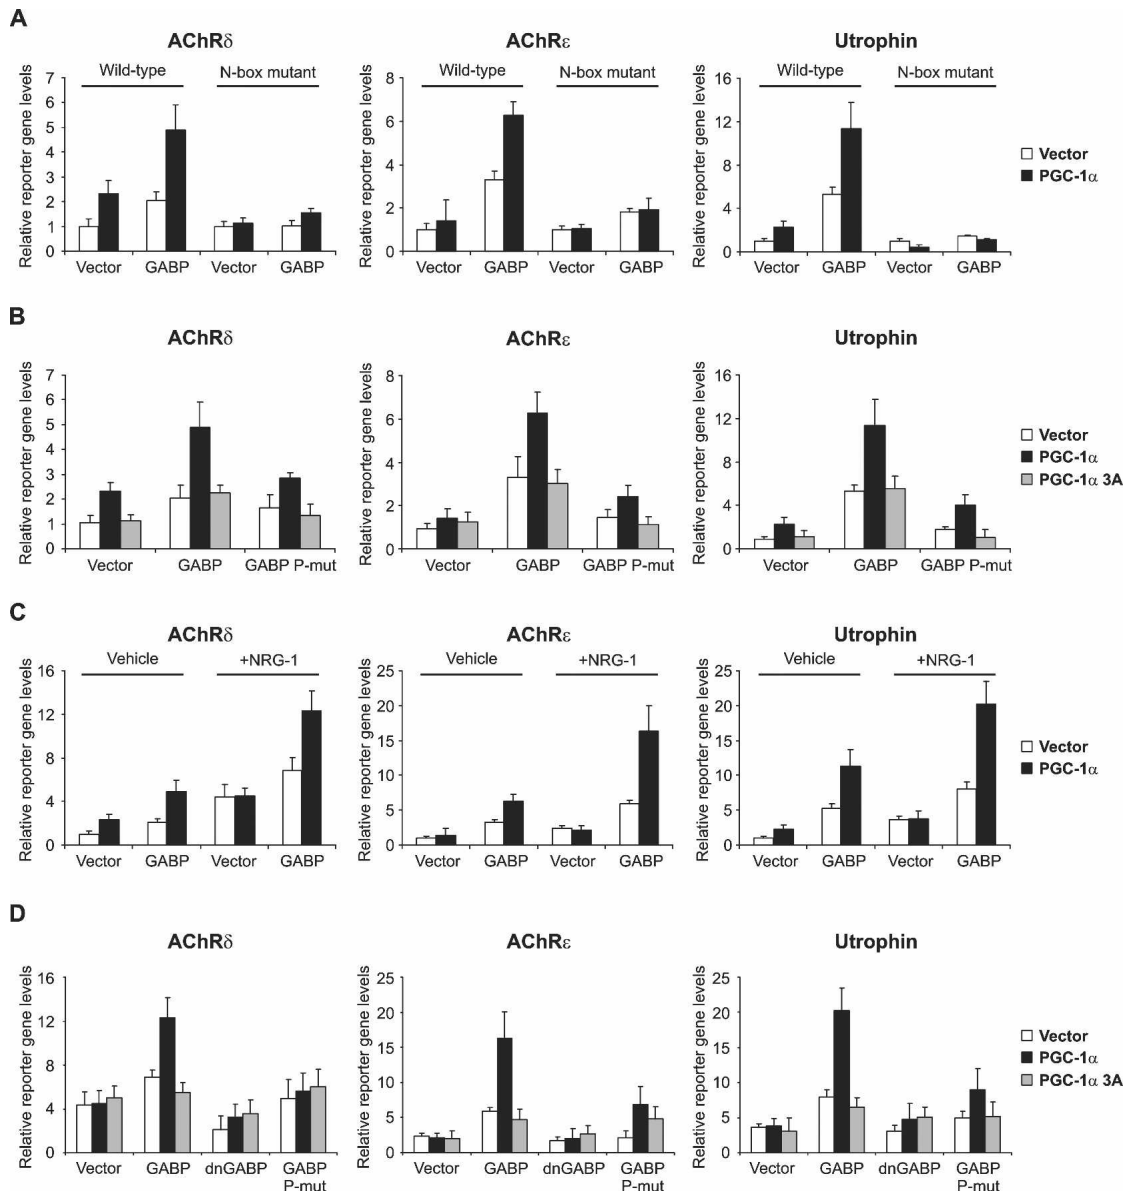 A
AChRδ
AChRε
Utrophin
Wild-type
N-box mutant
Wild-type
N-box mutant
Wild-type
N-box mutant
Relative reporter gene levels
7
6
5
4
3
2
1
0
Vector
GABP
Vector
GABP
Relative reporter gene levels
8
6
4
2
0
Vector
GABP
Vector
GABP
Relative reporter gene levels
16
12
8
4
0
Vector
GABP
Vector
GABP
Vector
PGC-1α
B
AChRδ
AChRε
Utrophin
Relative reporter gene levels
7
6
5
4
3
2
1
0
Vector
GABP
GABP P-mut
Relative reporter gene levels
8
6
4
2
0
Vector
GABP
GABP P-mut
Relative reporter gene levels
16
12
8
4
0
Vector
GABP
GABP P-mut
Vector
PGC-1α
PGC-1α 3A
C
AChRδ
AChRε
Utrophin
Vehicle
+NRG-1
Vehicle
+NRG-1
Vehicle
+NRG-1
Relative reporter gene levels
16
12
8
4
0
Vector
GABP
Vector
GABP
Relative reporter gene levels
25
20
15
10
5
0
Vector
GABP
Vector
GABP
Relative reporter gene levels
25
20
15
10
5
0
Vector
GABP
Vector
GABP
Vector
PGC-1α
D
AChRδ
AChRε
Utrophin
Relative reporter gene levels
16
12
8
4
0
Vector
GABP
dnGABP
GABP
P-mut
Relative reporter gene levels
25
20
15
10
5
0
Vector
GABP
dnGABP
GABP
P-mut
Relative reporter gene levels
25
20
15
10
5
0
Vector
GABP
dnGABP
GABP
P-mut
Vector
PGC-1α
PGC-1α 3A